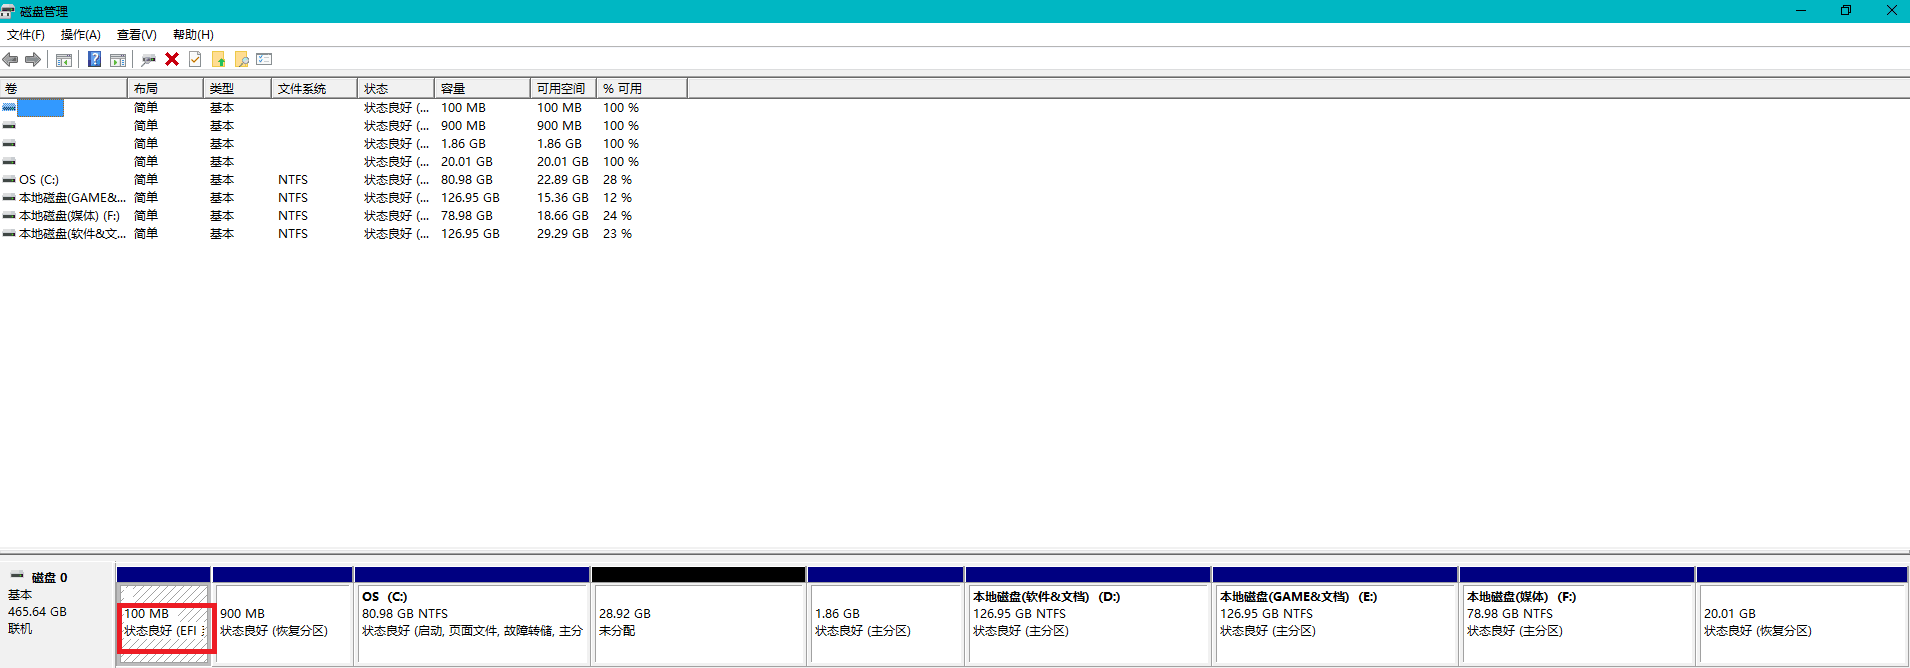 磁盘管理
文件(F) 操作(A) 查看(V) 帮助(H)
卷 布局 类型 文件系统 状态 容量 可用空间 % 可用
简单 基本 状态良好 (... 100 MB 100 MB 100 %
简单 基本 状态良好 (... 900 MB 900 MB 100 %
简单 基本 状态良好 (... 1.86 GB 1.86 GB 100 %
简单 基本 状态良好 (... 20.01 GB 20.01 GB 100 %
OS (C:) 简单 基本 NTFS 状态良好 (... 80.98 GB 22.89 GB 28 %
本地磁盘(GAME&... 简单 基本 NTFS 状态良好 (... 126.95 GB 15.36 GB 12 %
本地磁盘(媒体) (F:) 简单 基本 NTFS 状态良好 (... 78.98 GB 18.66 GB 24 %
本地磁盘(软件&文... 简单 基本 NTFS 状态良好 (... 126.95 GB 29.29 GB 23 %
磁盘 0
基本
465.64 GB
联机
100 MB
状态良好 (EFI
900 MB
状态良好 (恢复分区)
OS (C:)
80.98 GB NTFS
状态良好 (启动, 页面文件, 故障转储, 主分
28.92 GB
未分配
1.86 GB
状态良好 (主分区)
本地磁盘(软件&文档) (D:)
126.95 GB NTFS
状态良好 (主分区)
本地磁盘(GAME&文档) (E:)
126.95 GB NTFS
状态良好 (主分区)
本地磁盘(媒体) (F:)
78.98 GB NTFS
状态良好 (主分区)
20.01 GB
状态良好 (恢复分区)